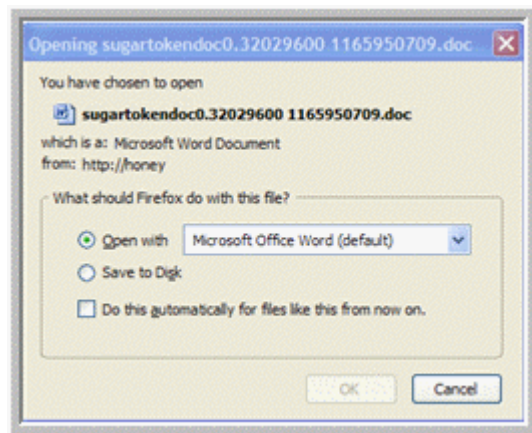 Opening sugartokendoc0.32029600 1165950709.doc
You have chosen to open
sugartokendoc0.32029600 1165950709.doc
which is a: Microsoft Word Document
from: http://honey
What should Firefox do with this file?
Open with Microsoft Office Word (default)
Save to Disk
Do this automatically for files like this from now on.
OK Cancel